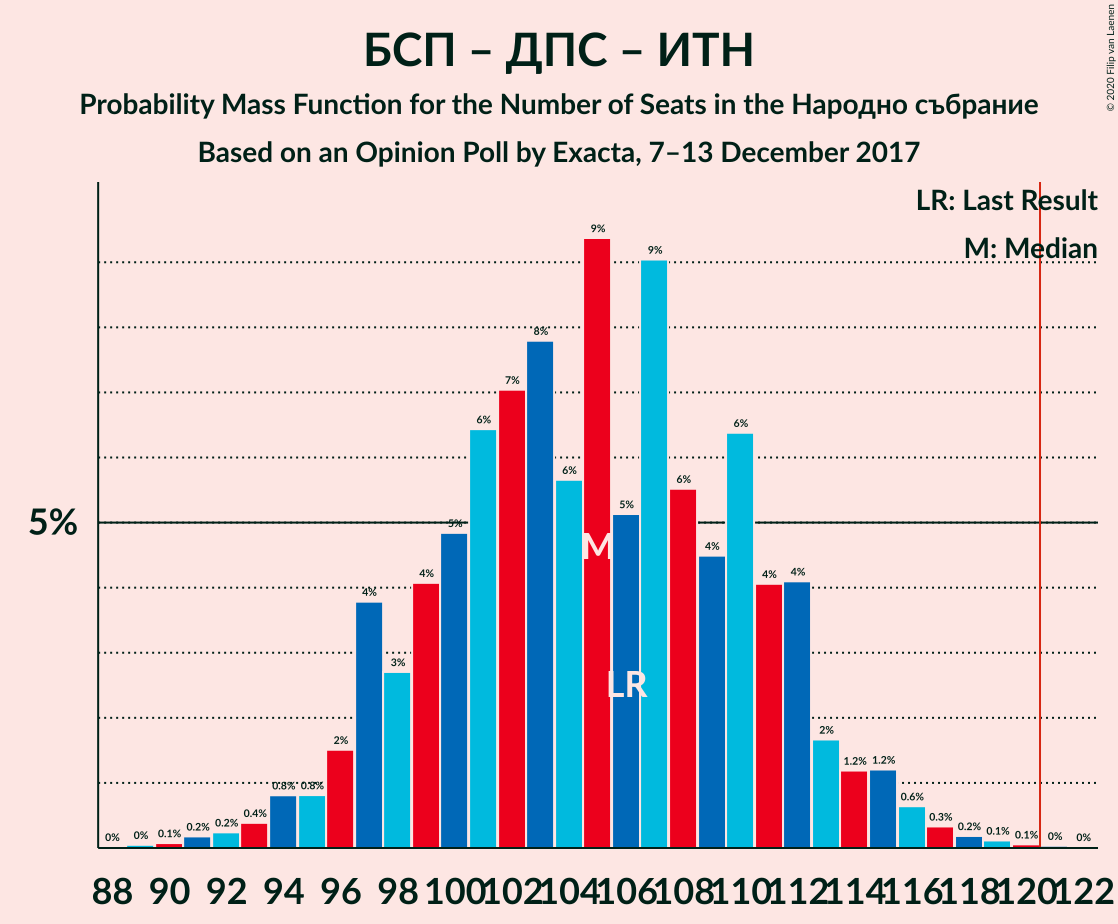 БСП – ДПС – ИТН
Probability Mass Function for the Number of Seats in the Народно събрание
Based on an Opinion Poll by Exacta, 7–13 December 2017
© 2020 Filip van Laenen
LR: Last Result
M: Median
5%
0% 0% 0.1% 0.2% 0.2% 0.4% 0.8% 0.8% 2% 4% 3% 4% 5% 6% 7% 8% 6% 9% 5% 9% 6% 4% 6% 4% 4% 2% 1.2% 1.2% 0.6% 0.3% 0.2% 0.1% 0.1% 0% 0%
M
LR
88 90 92 94 96 98 100 102 104 106 108 110 112 114 116 118 120 122